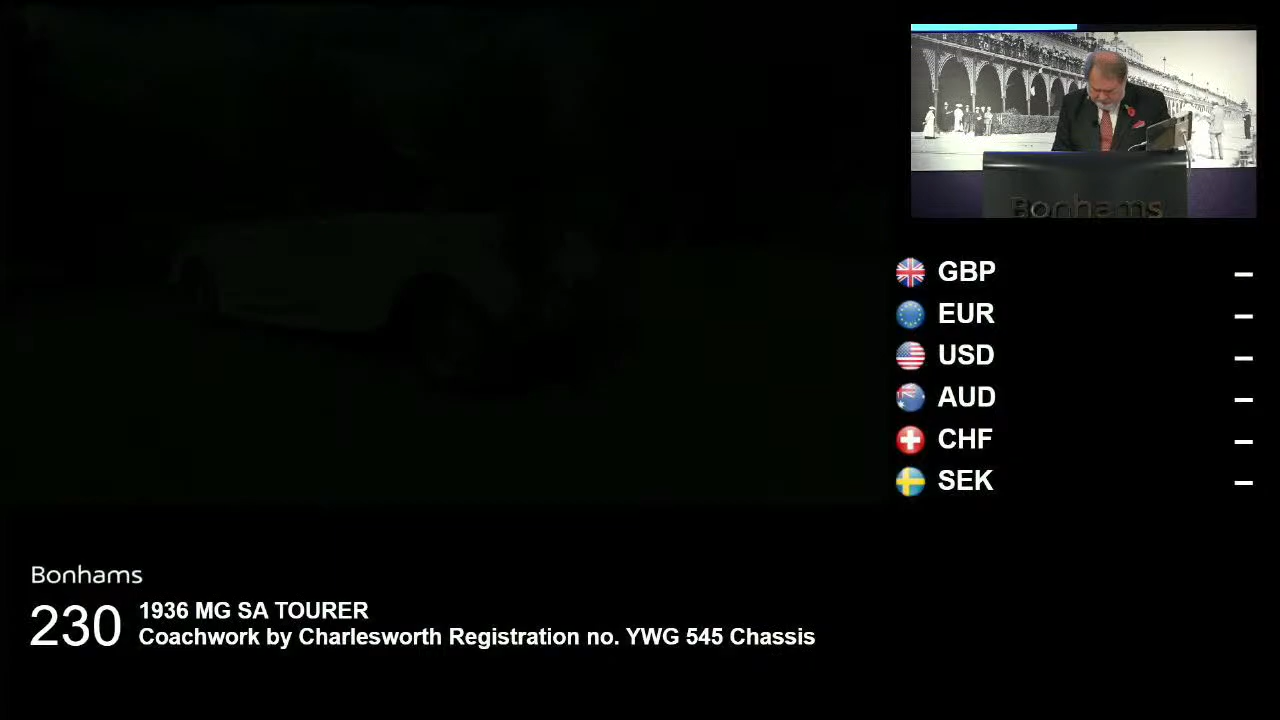 Bonhams
GBP –
EUR –
USD –
AUD –
CHF –
SEK –
Bonhams
230
1936 MG SA TOURER
Coachwork by Charlesworth Registration no. YWG 545 Chassis